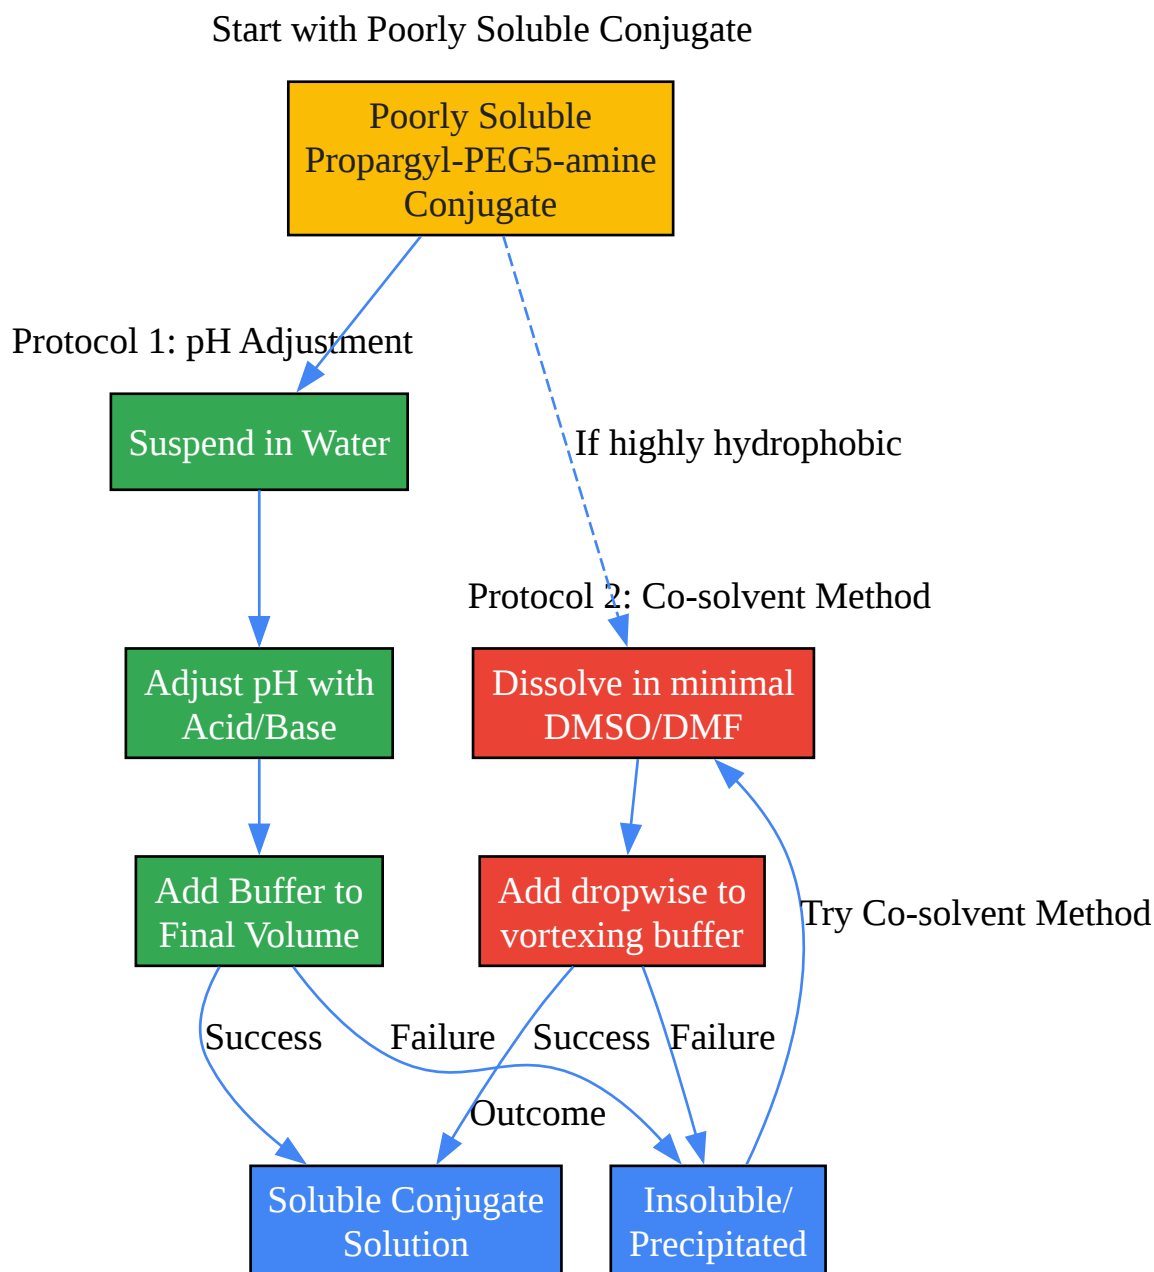 Start with Poorly Soluble Conjugate
Poorly Soluble
Propargyl-PEG5-amine
Conjugate
Protocol 1: pH Adjustment
Suspend in Water
If highly hydrophobic
Protocol 2: Co-solvent Method
Adjust pH with
Acid/Base
Dissolve in minimal
DMSO/DMF
Add Buffer to
Final Volume
Add dropwise to
vortexing buffer
Try Co-solvent Method
Success
Failure
Success
Failure
Outcome
Soluble Conjugate
Solution
Insoluble/
Precipitated